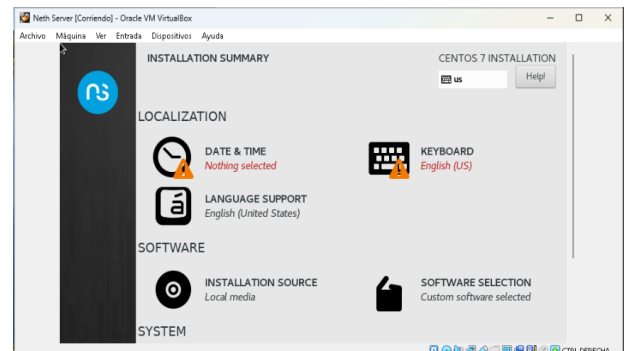 Neth Server [Corriendo] - Oracle VM VirtualBox
Archivo Máquina Ver Entrada Dispositivos Ayuda
INSTALLATION SUMMARY
CENTOS 7 INSTALLATION
us
Help!
LOCALIZATION
DATE & TIME
Nothing selected
KEYBOARD
English (US)
LANGUAGE SUPPORT
English (United States)
SOFTWARE
INSTALLATION SOURCE
Local media
SOFTWARE SELECTION
Custom software selected
SYSTEM
CTRL DERECHA